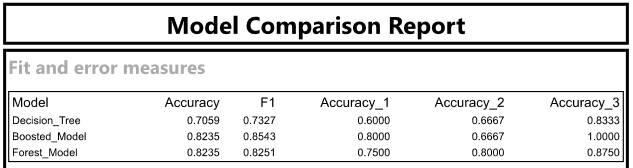 Model Comparison Report
Fit and error measures
Model Accuracy F1 Accuracy_1 Accuracy_2 Accuracy_3
Decision_Tree 0.7059 0.7327 0.6000 0.6667 0.8333
Boosted_Model 0.8235 0.8543 0.8000 0.6667 1.0000
Forest_Model 0.8235 0.8251 0.7500 0.8000 0.8750